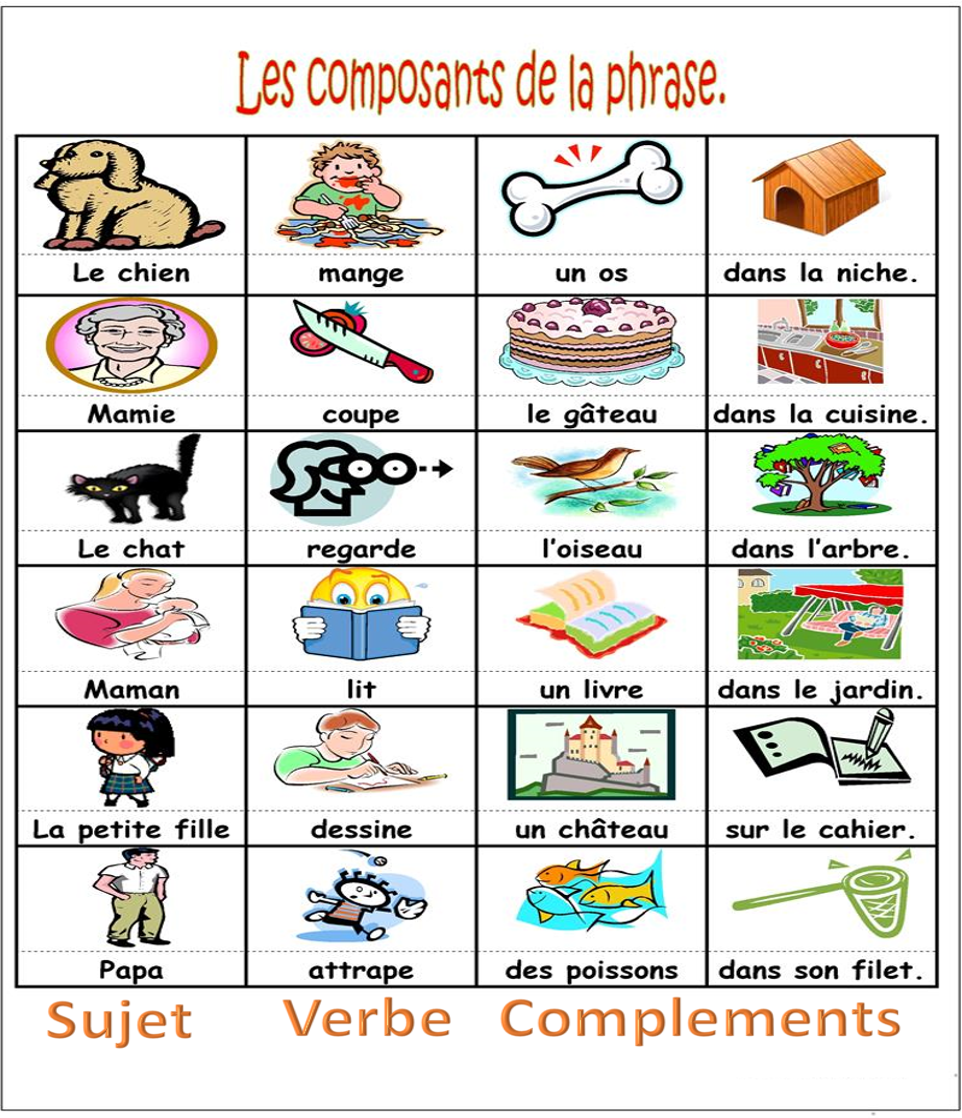 Les composants de la phrase.
Le chien mange un os dans la niche.
Mamie coupe le gâteau dans la cuisine.
Le chat regarde l'oiseau dans l'arbre.
Maman lit un livre dans le jardin.
La petite fille dessine un château sur le cahier.
Papa attrape des poissons dans son filet.
Sujet Verbe Complements